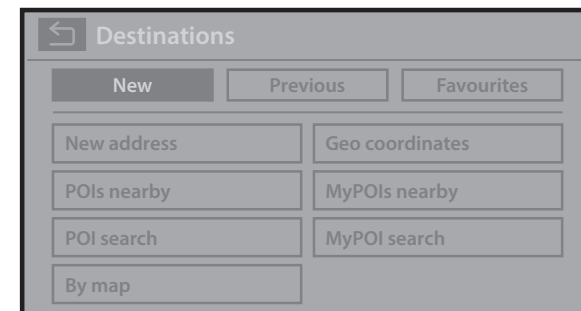 Destinations
New Previous Favourites
New address Geo coordinates
POIs nearby MyPOIs nearby
POI search MyPOI search
By map